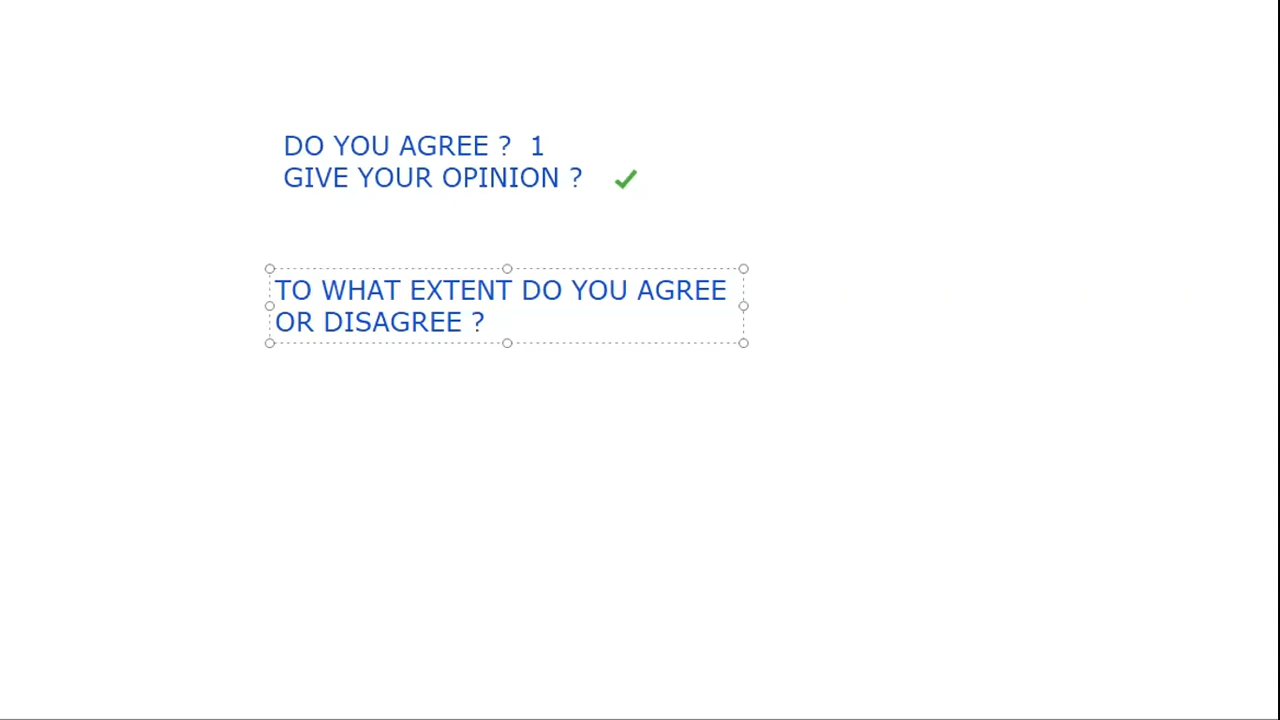 DO YOU AGREE ? 1
GIVE YOUR OPINION ?
TO WHAT EXTENT DO YOU AGREE
OR DISAGREE ?